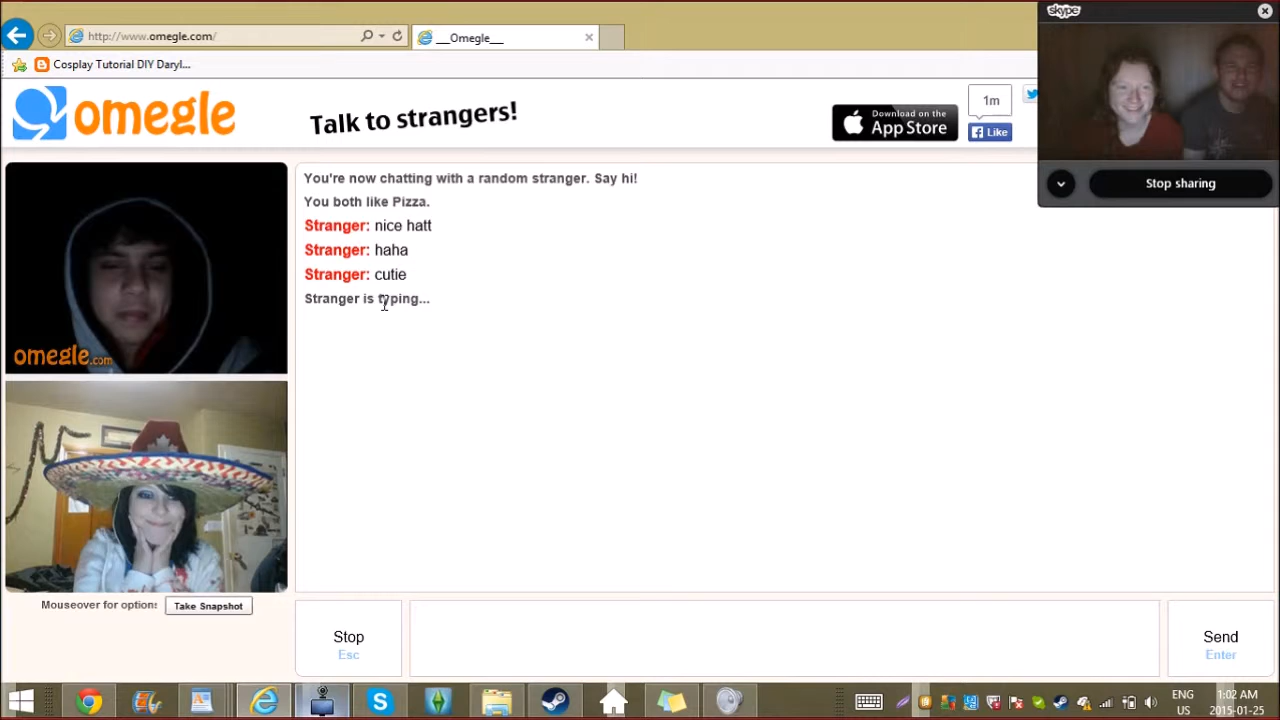 skype
http://www.omegle.com/
__Omegle__
Cosplay Tutorial DIY Daryl...
omegle
Talk to strangers!
Download on the
App Store
1m
Like
Stop sharing
You're now chatting with a random stranger. Say hi!
You both like Pizza.
Stranger: nice hatt
Stranger: haha
Stranger: cutie
Stranger is typing...
omegle.com
Mouseover for options
Take Snapshot
Stop
Esc
Send
Enter
ENG
US
1:02 AM
2015-01-25